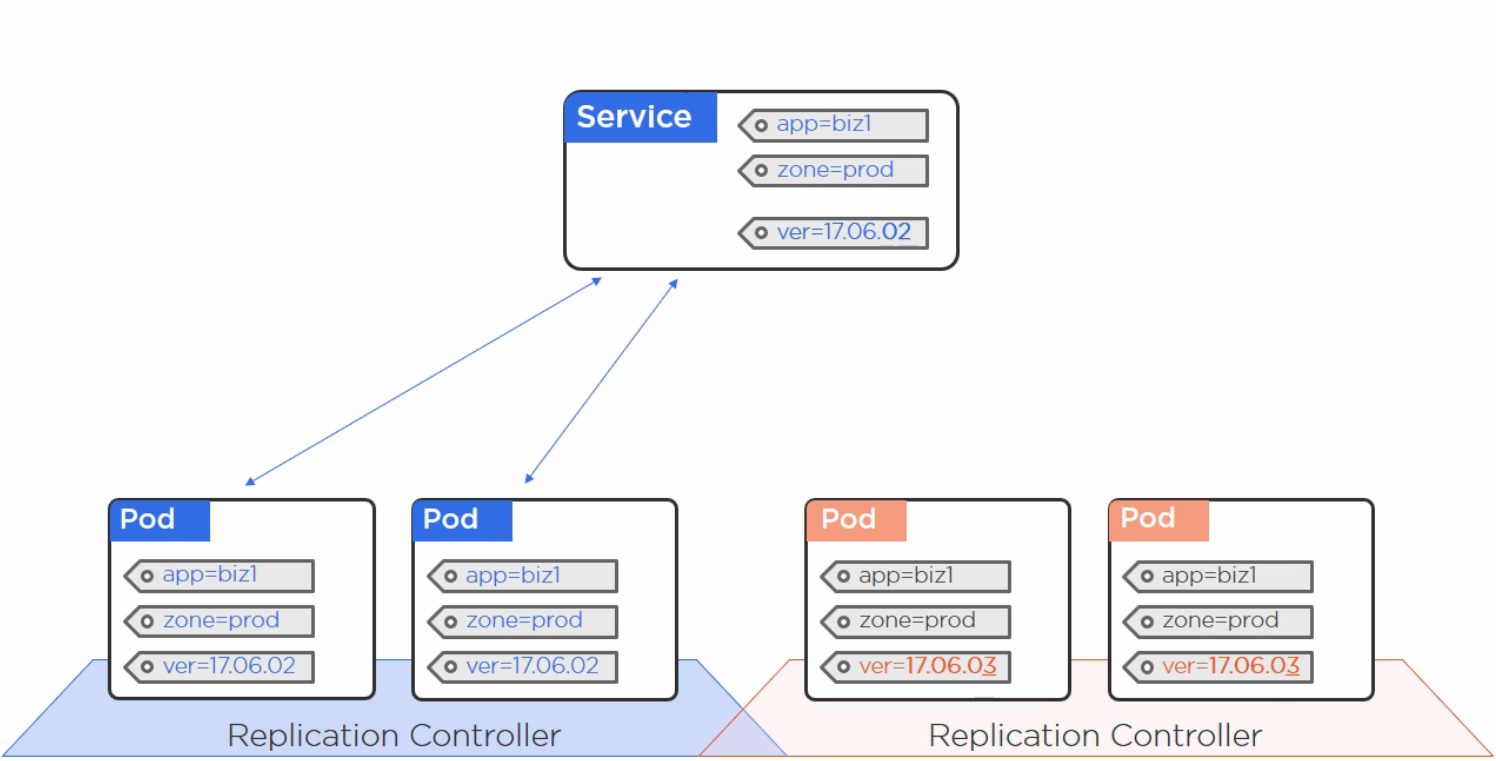 Service
app=biz1
zone=prod
ver=17.06.02
Pod
app=biz1
zone=prod
ver=17.06.02
Pod
app=biz1
zone=prod
ver=17.06.02
Pod
app=biz1
zone=prod
ver=17.06.03
Pod
app=biz1
zone=prod
ver=17.06.03
Replication Controller
Replication Controller